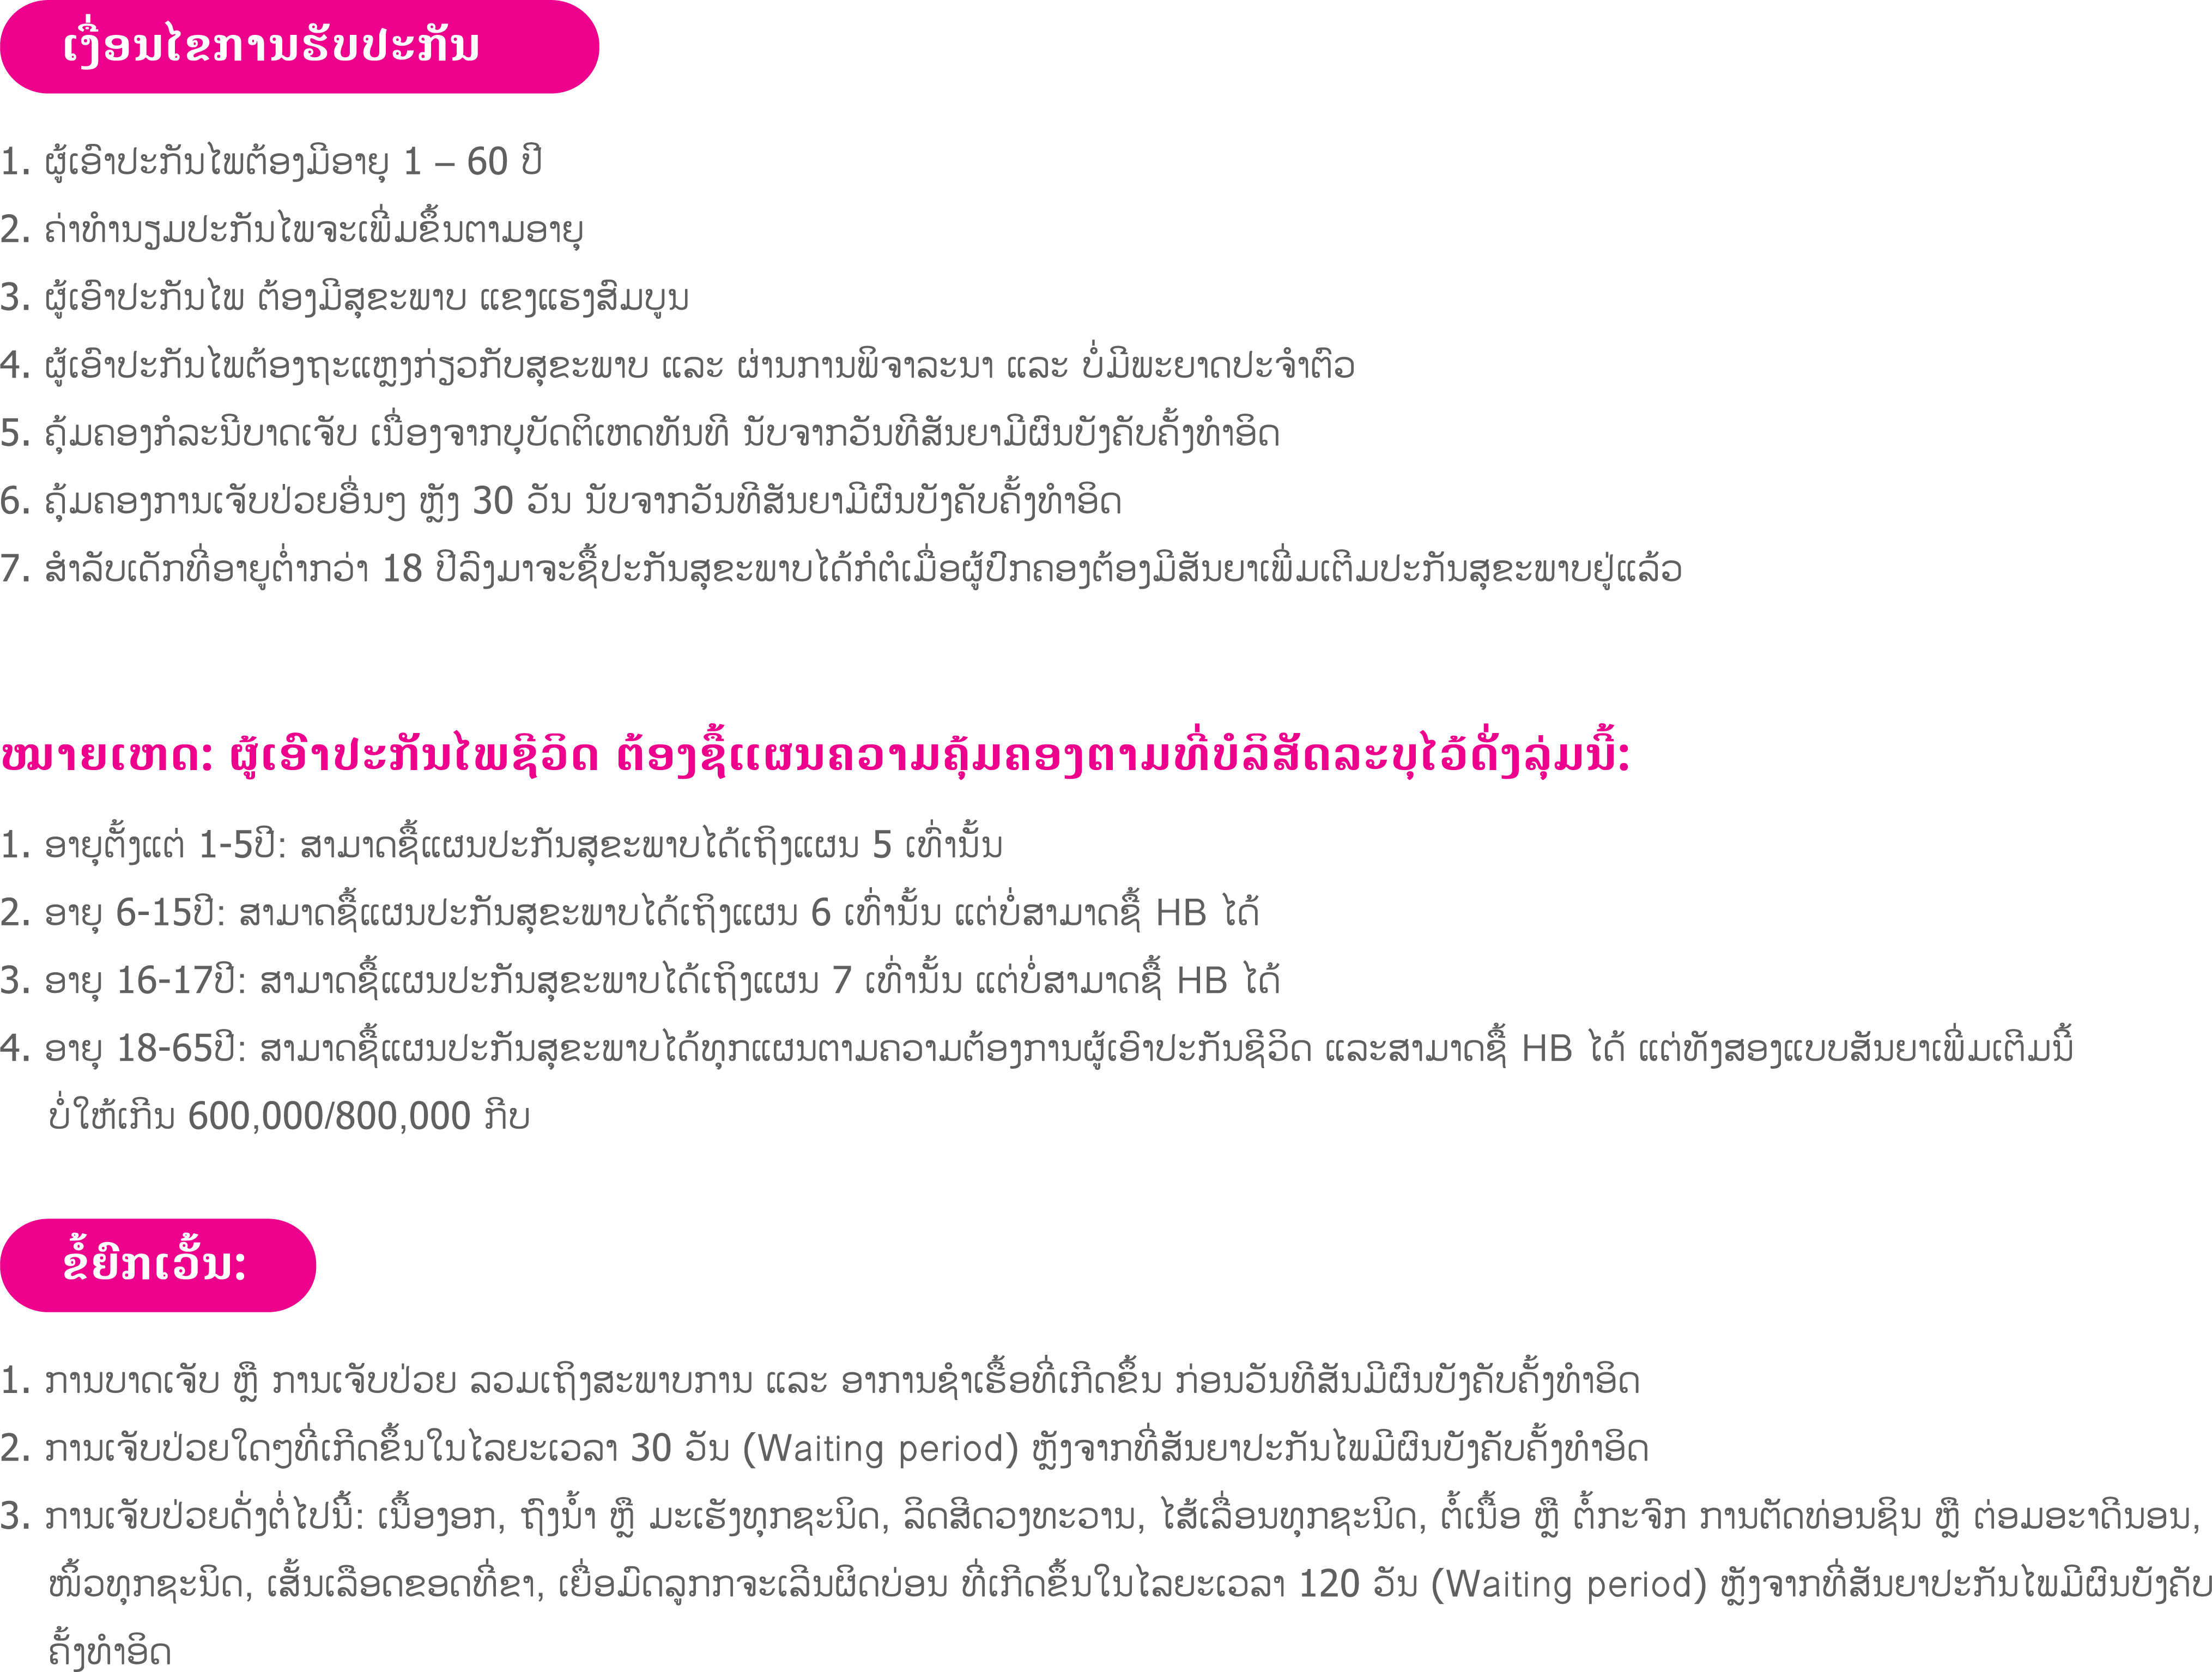 ເງື່ອນໄຂການຮັບປະກັນ
1. ຜູ້ເອົາປະກັນໄພຕ້ອງມີອາຍຸ 1 – 60 ປີ
2. ຄ່າທຳນຽມປະກັນໄພຈະເພີ່ມຂຶ້ນຕາມອາຍຸ
3. ຜູ້ເອົາປະກັນໄພ ຕ້ອງມີສຸຂະພາບ ແຂງແຮງສົມບູນ
4. ຜູ້ເອົາປະກັນໄພຕ້ອງຖະແຫຼງກ່ຽວກັບສຸຂະພາບ ແລະ ຜ່ານການພິຈາລະນາ ແລະ ບໍ່ມີພະຍາດປະຈຳຕົວ
5. ຄຸ້ມຄອງກໍລະນີບາດເຈັບ ເນື່ອງຈາກບຸບັດຕິເຫດທັນທີ ນັບຈາກວັນທີສັນຍາມີຜົນບັງຄັບຄັ້ງທຳອິດ
6. ຄຸ້ມຄອງການເຈັບປ່ວຍອື່ນໆ ຫຼັງ 30 ວັນ ນັບຈາກວັນທີສັນຍາມີຜົນບັງຄັບຄັ້ງທຳອິດ
7. ສຳລັບເດັກທີ່ອາຍູຕ່ຳກວ່າ 18 ປີລົງມາຈະຊື້ປະກັນສຸຂະພາບໄດ້ກໍຕໍເມື່ອຜູ້ປົກຄອງຕ້ອງມີສັນຍາເພີ່ມເຕີມປະກັນສຸຂະພາບຢູ່ແລ້ວ
ໝາຍເຫດ: ຜູ້ເອົາປະກັນໄພຊີວິດ ຕ້ອງຊື້ແຜນຄວາມຄຸ້ມຄອງຕາມທີ່ບໍລິສັດລະບຸໄວ້ດັ່ງລຸ່ມນີ້:
1. ອາຍຸຕັ້ງແຕ່ 1-5ປີ: ສາມາດຊື້ແຜນປະກັນສຸຂະພາບໄດ້ເຖິງແຜນ 5 ເທົ່ານັ້ນ
2. ອາຍຸ 6-15ປີ: ສາມາດຊື້ແຜນປະກັນສຸຂະພາບໄດ້ເຖິງແຜນ 6 ເທົ່ານັ້ນ ແຕ່ບໍ່ສາມາດຊື້ HB ໄດ້
3. ອາຍຸ 16-17ປີ: ສາມາດຊື້ແຜນປະກັນສຸຂະພາບໄດ້ເຖິງແຜນ 7 ເທົ່ານັ້ນ ແຕ່ບໍ່ສາມາດຊື້ HB ໄດ້
4. ອາຍຸ 18-65ປີ: ສາມາດຊື້ແຜນປະກັນສຸຂະພາບໄດ້ທຸກແຜນຕາມຄວາມຕ້ອງການຜູ້ເອົາປະກັນຊີວິດ ແລະສາມາດຊື້ HB ໄດ້ ແຕ່ທັງສອງແບບສັນຍາເພີ່ມເຕີມນີ້
ບໍ່ໃຫ້ເກີນ 600,000/800,000 ກີບ
ຂໍ້ຍົກເວັ້ນ:
1. ການບາດເຈັບ ຫຼື ການເຈັບປ່ວຍ ລວມເຖິງສະພາບການ ແລະ ອາການຊຳເຮື້ອທີ່ເກີດຂຶ້ນ ກ່ອນວັນທີສັນມີຜົນບັງຄັບຄັ້ງທຳອິດ
2. ການເຈັບປ່ວຍໃດໆທີ່ເກີດຂຶ້ນໃນໄລຍະເວລາ 30 ວັນ (Waiting period) ຫຼັງຈາກທີ່ສັນຍາປະກັນໄພມີຜົນບັງຄັບຄັ້ງທຳອິດ
3. ການເຈັບປ່ວຍດັ່ງຕໍ່ໄປນີ້: ເນື້ອງອກ, ຖົງນ້ຳ ຫຼື ມະເຮັງທຸກຊະນິດ, ລິດສີດວງທະວານ, ໄສ້ເລື່ອນທຸກຊະນິດ, ຕໍ້ເນື້ອ ຫຼື ຕໍ້ກະຈົກ ການຕັດທ່ອນຊິນ ຫຼື ຕ່ອມອະາດີນອນ,
ໜິ້ວທຸກຊະນິດ, ເສັ້ນເລືອດຂອດທີ່ຂາ, ເຍື່ອມົດລູກກຈະເລີນຜິດບ່ອນ ທີ່ເກີດຂຶ້ນໃນໄລຍະເວລາ 120 ວັນ (Waiting period) ຫຼັງຈາກທີ່ສັນຍາປະກັນໄພມີຜົນບັງຄັບ
ຄັ້ງທຳອິດ